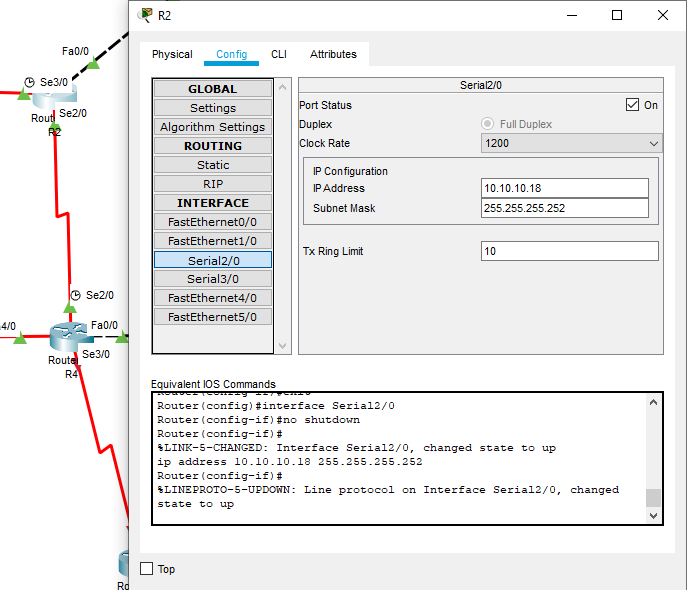 R2
Physical
Config
CLI
Attributes
GLOBAL
Settings
Algorithm Settings
ROUTING
Static
RIP
INTERFACE
FastEthernet0/0
FastEthernet1/0
Serial2/0
Serial3/0
FastEthernet4/0
FastEthernet5/0
Serial2/0
Port Status
On
Duplex
Full Duplex
Clock Rate
1200
IP Configuration
IP Address
10.10.10.18
Subnet Mask
255.255.255.252
Tx Ring Limit
10
Equivalent IOS Commands
Router(config-if)#exit
Router(config)#interface Serial2/0
Router(config-if)#no shutdown
Router(config-if)#
%LINK-5-CHANGED: Interface Serial2/0, changed state to up
ip address 10.10.10.18 255.255.255.252
Router(config-if)#
%LINEPROTO-5-UPDOWN: Line protocol on Interface Serial2/0, changed
state to up
Top
Fa0/0
Se3/0
Se2/0
Rout
R2
Se2/0
4/0
Fa0/0
Se3/0
Router
R4
Ro